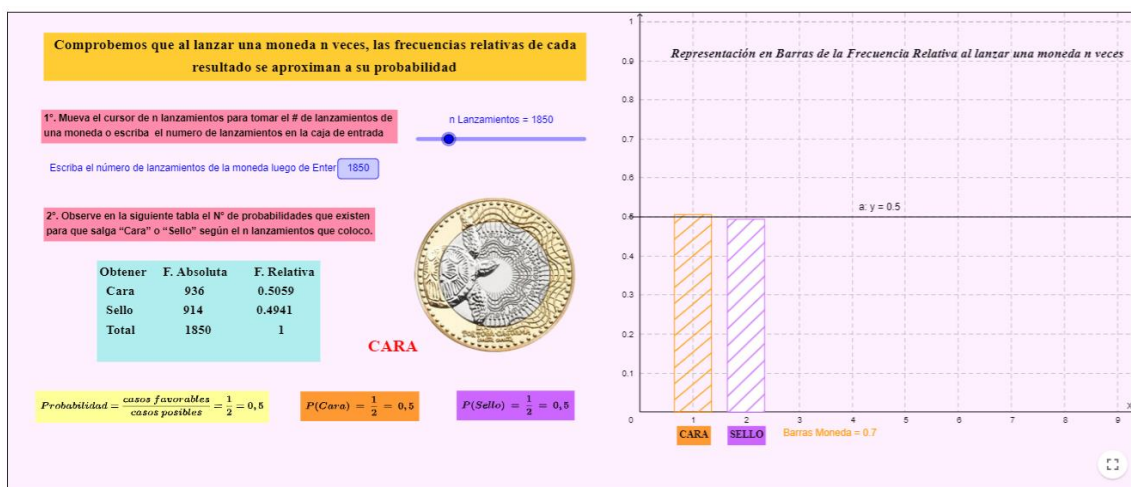 Comprobemos que al lanzar una moneda n veces, las frecuencias relativas de cada
resultado se aproximan a su probabilidad
1°. Mueva el cursor de n lanzamientos para tomar el # de lanzamientos de
una moneda o escriba el numero de lanzamientos en la caja de entrada
n Lanzamientos = 1850
Escriba el número de lanzamientos de la moneda luego de Enter 1850
2°. Observe en la siguiente tabla el N° de probabilidades que existen
para que salga “Cara” o “Sello” según el n lanzamientos que coloco.
Obtener F. Absoluta F. Relativa
Cara 936 0.5059
Sello 914 0.4941
Total 1850 1
CARA
Probabilidad = casos favorables / casos posibles = 1/2 = 0,5
P(Cara) = 1/2 = 0,5
P(Sello) = 1/2 = 0,5
Representación en Barras de la Frecuencia Relativa al lanzar una moneda n veces
1
0.9
0.8
0.7
0.6
a: y = 0.5
0.5
0.4
0.3
0.2
0.1
0 1 2 3 4 5 6 7 8 9
x
CARA SELLO Barras Moneda = 0.7